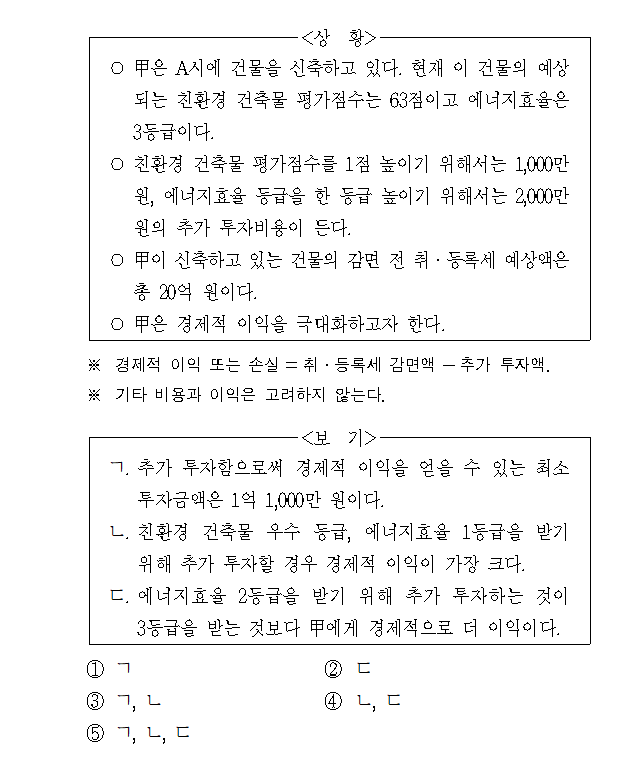 <상 황>
○ 甲은 A시에 건물을 신축하고 있다. 현재 이 건물의 예상
되는 친환경 건축물 평가점수는 63점이고 에너지효율은
3등급이다.
○ 친환경 건축물 평가점수를 1점 높이기 위해서는 1,000만
원, 에너지효율 등급을 한 등급 높이기 위해서는 2,000만
원의 추가 투자비용이 든다.
○ 甲이 신축하고 있는 건물의 감면 전 취·등록세 예상액은
총 20억 원이다.
○ 甲은 경제적 이익을 극대화하고자 한다.
※ 경제적 이익 또는 손실 = 취·등록세 감면액 - 추가 투자액.
※ 기타 비용과 이익은 고려하지 않는다.
<보 기>
ㄱ. 추가 투자함으로써 경제적 이익을 얻을 수 있는 최소
투자금액은 1억 1,000만 원이다.
ㄴ. 친환경 건축물 우수 등급, 에너지효율 1등급을 받기
위해 추가 투자할 경우 경제적 이익이 가장 크다.
ㄷ. 에너지효율 2등급을 받기 위해 추가 투자하는 것이
3등급을 받는 것보다 甲에게 경제적으로 더 이익이다.
① ㄱ ② ㄷ
③ ㄱ, ㄴ ④ ㄴ, ㄷ
⑤ ㄱ, ㄴ, ㄷ